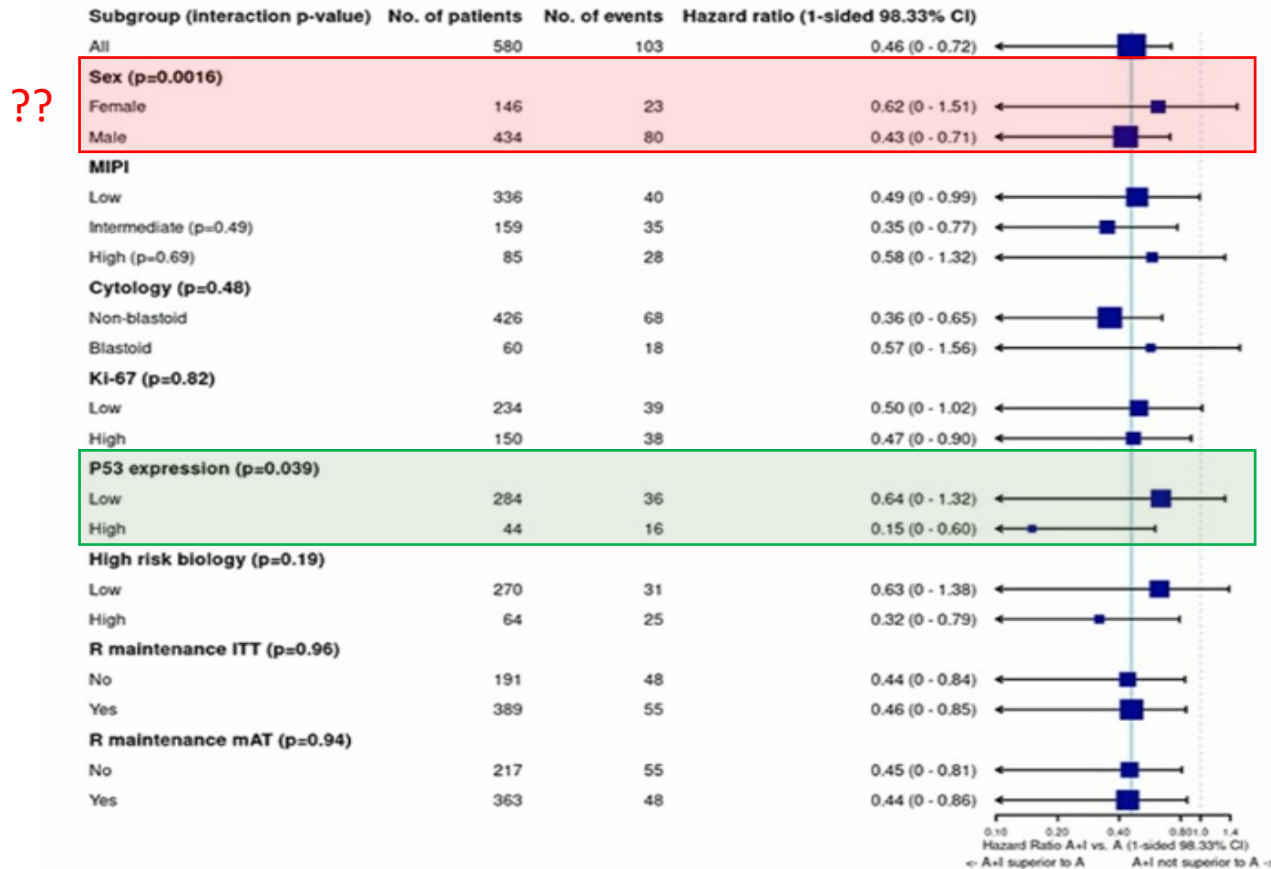 Subgroup (interaction p-value) No. of patients No. of events Hazard ratio (1-sided 98.33% CI)
All 580 103 0.46 (0 - 0.72)
Sex (p=0.0016)
??
Female 146 23 0.62 (0 - 1.51)
Male 434 80 0.43 (0 - 0.71)
MIPI
Low 336 40 0.49 (0 - 0.99)
Intermediate (p=0.49) 159 35 0.35 (0 - 0.77)
High (p=0.69) 85 28 0.58 (0 - 1.32)
Cytology (p=0.48)
Non-blastoid 426 68 0.36 (0 - 0.65)
Blastoid 60 18 0.57 (0 - 1.56)
Ki-67 (p=0.82)
Low 234 39 0.50 (0 - 1.02)
High 150 38 0.47 (0 - 0.90)
P53 expression (p=0.039)
Low 284 36 0.64 (0 - 1.32)
High 44 16 0.15 (0 - 0.60)
High risk biology (p=0.19)
Low 270 31 0.63 (0 - 1.38)
High 64 25 0.32 (0 - 0.79)
R maintenance ITT (p=0.96)
No 191 48 0.44 (0 - 0.84)
Yes 389 55 0.46 (0 - 0.85)
R maintenance mAT (p=0.94)
No 217 55 0.45 (0 - 0.81)
Yes 363 48 0.44 (0 - 0.86)
0.10 0.20 0.40 0.80 1.0 1.4
Hazard Ratio A+I vs. A (1-sided 98.33% CI)
<- A+I superior to A A+I not superior to A ->